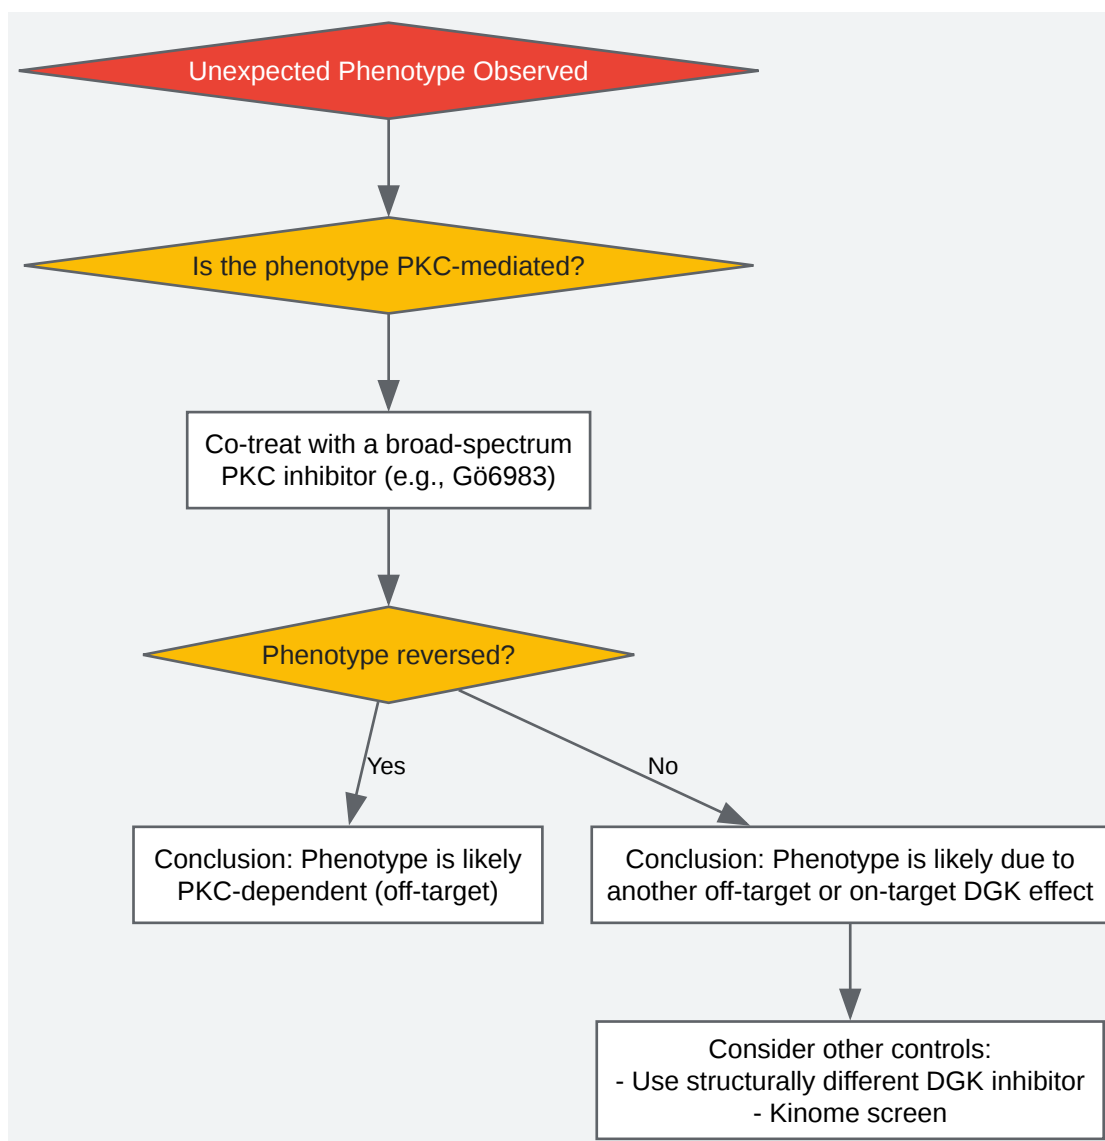 Unexpected Phenotype Observed
Is the phenotype PKC-mediated?
Co-treat with a broad-spectrum
PKC inhibitor (e.g., Gö6983)
Phenotype reversed?
Yes
No
Conclusion: Phenotype is likely
PKC-dependent (off-target)
Conclusion: Phenotype is likely due to
another off-target or on-target DGK effect
Consider other controls:
- Use structurally different DGK inhibitor
- Kinome screen